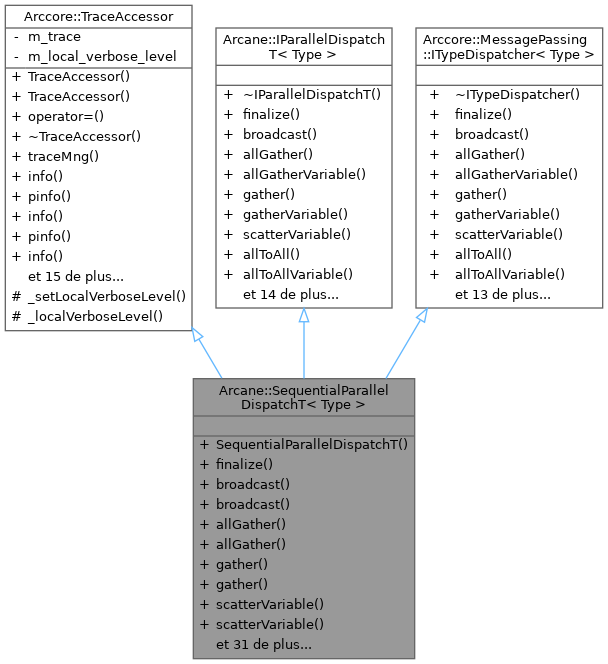 Arccore::TraceAccessor
- m_trace
- m_local_verbose_level
+ TraceAccessor()
+ TraceAccessor()
+ operator=()
+ ~TraceAccessor()
+ traceMng()
+ info()
+ pinfo()
+ info()
+ pinfo()
+ info()
et 15 de plus...
# _setLocalVerboseLevel()
# _localVerboseLevel()
Arcane::IParallelDispatch
T< Type >
+ ~IParallelDispatchT()
+ finalize()
+ broadcast()
+ allGather()
+ allGatherVariable()
+ gather()
+ gatherVariable()
+ scatterVariable()
+ allToAll()
+ allToAllVariable()
et 14 de plus...
Arccore::MessagePassing
::ITypeDispatcher< Type >
+ ~ITypeDispatcher()
+ finalize()
+ broadcast()
+ allGather()
+ allGatherVariable()
+ gather()
+ gatherVariable()
+ scatterVariable()
+ allToAll()
+ allToAllVariable()
et 13 de plus...
Arcane::SequentialParallel
DispatchT< Type >
+ SequentialParallelDispatchT()
+ finalize()
+ broadcast()
+ broadcast()
+ allGather()
+ allGather()
+ gather()
+ gather()
+ scatterVariable()
+ scatterVariable()
et 31 de plus...